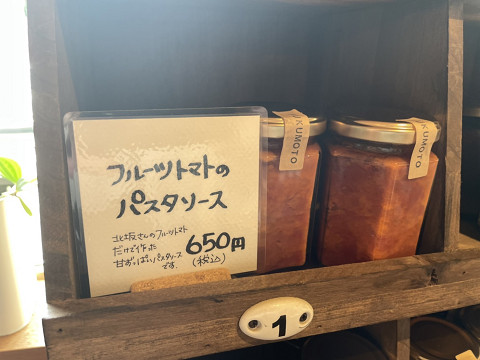 フルーツトマトの
パスタソース
北坂さんのフルーツトマト
だけで作った
甘ずっぱいパスタソース
です。
650円
(税込)
KUMOTO
KUMOTO
1